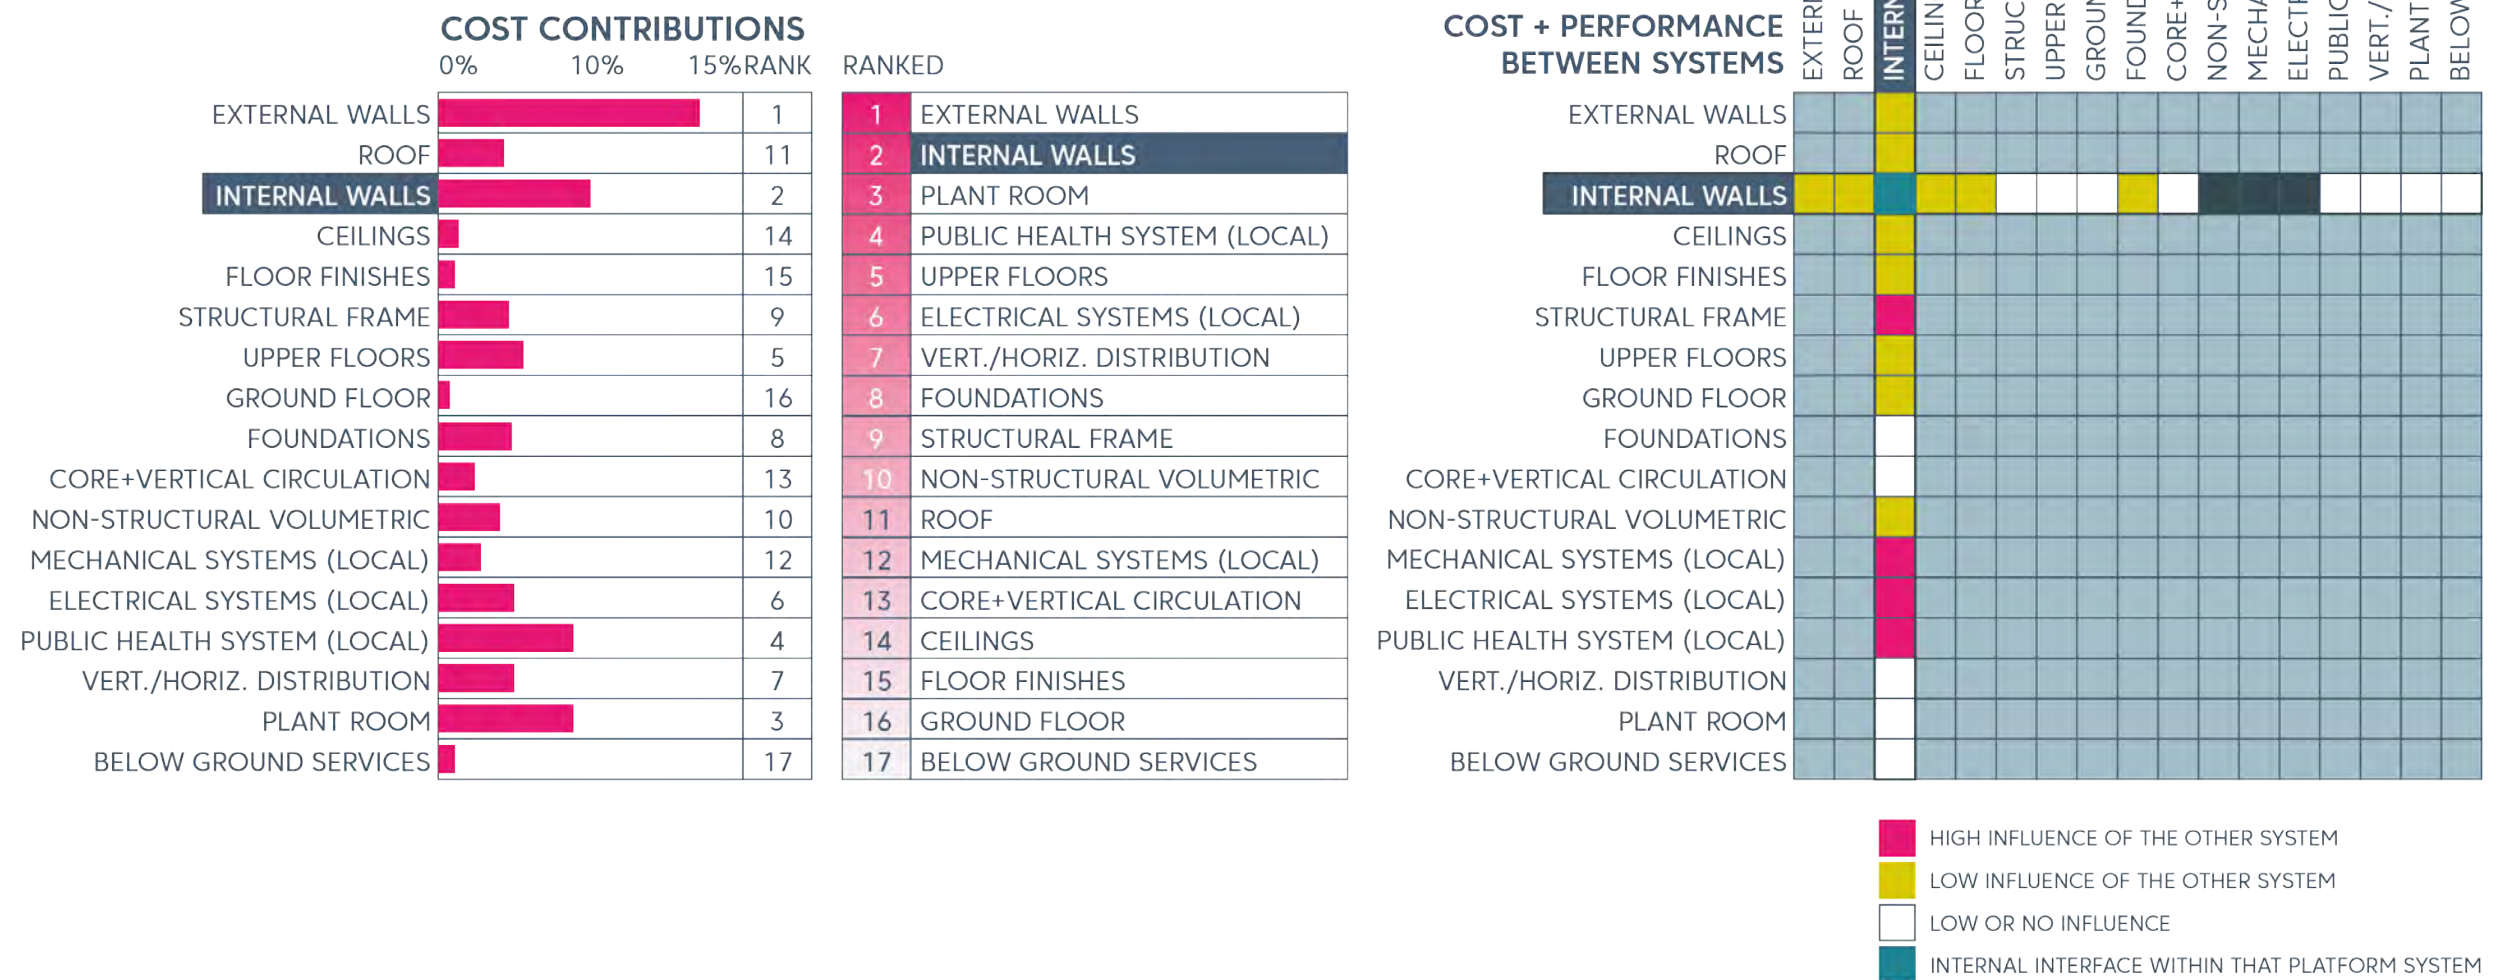 COST CONTRIBUTIONS
0% 10% 15% RANK
EXTERNAL WALLS 1
ROOF 11
INTERNAL WALLS 2
CEILINGS 14
FLOOR FINISHES 15
STRUCTURAL FRAME 9
UPPER FLOORS 5
GROUND FLOOR 16
FOUNDATIONS 8
CORE+VERTICAL CIRCULATION 13
NON-STRUCTURAL VOLUMETRIC 10
MECHANICAL SYSTEMS (LOCAL) 12
ELECTRICAL SYSTEMS (LOCAL) 6
PUBLIC HEALTH SYSTEM (LOCAL) 4
VERT./HORIZ. DISTRIBUTION 7
PLANT ROOM 3
BELOW GROUND SERVICES 17
RANKED
1 EXTERNAL WALLS
2 INTERNAL WALLS
3 PLANT ROOM
4 PUBLIC HEALTH SYSTEM (LOCAL)
5 UPPER FLOORS
6 ELECTRICAL SYSTEMS (LOCAL)
7 VERT./HORIZ. DISTRIBUTION
8 FOUNDATIONS
9 STRUCTURAL FRAME
10 NON-STRUCTURAL VOLUMETRIC
11 ROOF
12 MECHANICAL SYSTEMS (LOCAL)
13 CORE+VERTICAL CIRCULATION
14 CEILINGS
15 FLOOR FINISHES
16 GROUND FLOOR
17 BELOW GROUND SERVICES
COST + PERFORMANCE
BETWEEN SYSTEMS
ROOF
FLOOR
UPPER
CORE+
PUBLIC
VERT./
PLANT
BELOW
EXTERNAL WALLS
ROOF
INTERNAL WALLS
CEILINGS
FLOOR FINISHES
STRUCTURAL FRAME
UPPER FLOORS
GROUND FLOOR
FOUNDATIONS
CORE+VERTICAL CIRCULATION
NON-STRUCTURAL VOLUMETRIC
MECHANICAL SYSTEMS (LOCAL)
ELECTRICAL SYSTEMS (LOCAL)
PUBLIC HEALTH SYSTEM (LOCAL)
VERT./HORIZ. DISTRIBUTION
PLANT ROOM
BELOW GROUND SERVICES
HIGH INFLUENCE OF THE OTHER SYSTEM
LOW INFLUENCE OF THE OTHER SYSTEM
LOW OR NO INFLUENCE
INTERNAL INTERFACE WITHIN THAT PLATFORM SYSTEM